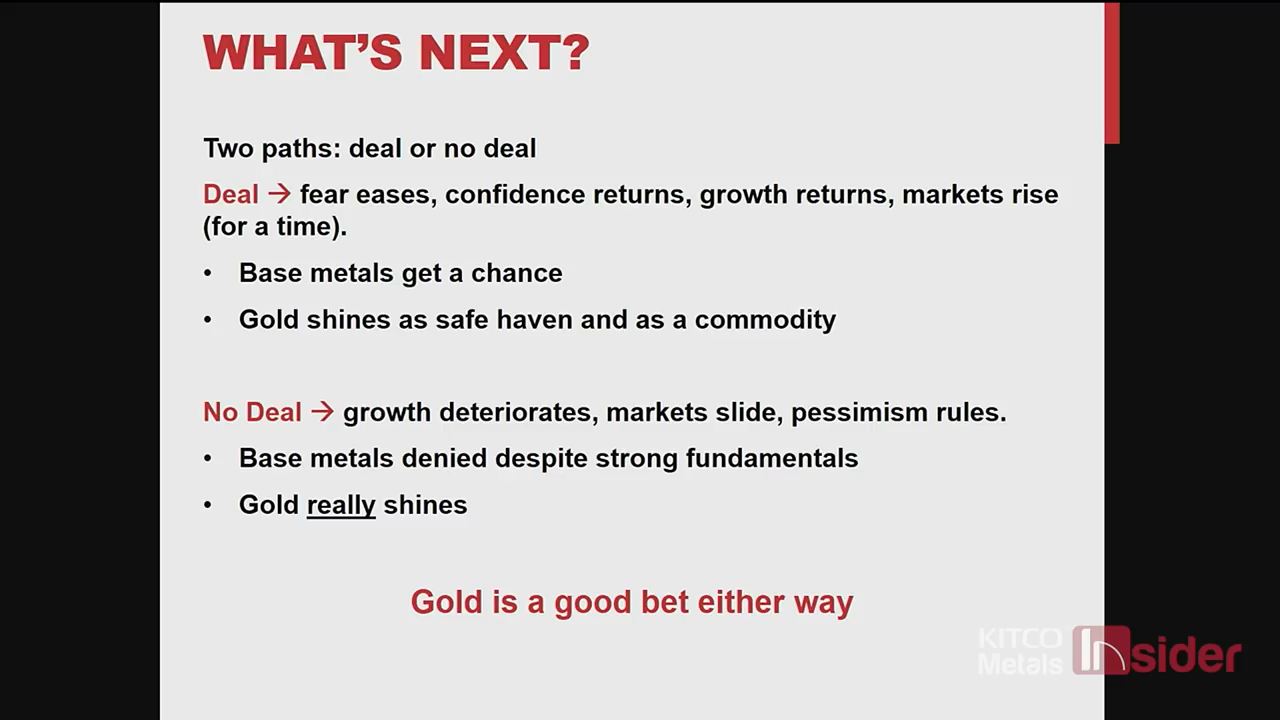 WHAT'S NEXT?
Two paths: deal or no deal
Deal → fear eases, confidence returns, growth returns, markets rise
(for a time).
• Base metals get a chance
• Gold shines as safe haven and as a commodity
No Deal → growth deteriorates, markets slide, pessimism rules.
• Base metals denied despite strong fundamentals
• Gold really shines
Gold is a good bet either way
KITCO
Metals
Insider